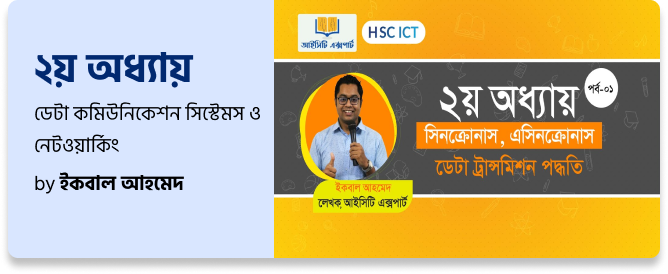 ২য় অধ্যায়
ডেটা কমিউনিকেশন সিস্টেমস ও
নেটওয়ার্কিং
by ইকবাল আহমেদ
আইসিটি এক্সপার্ট
HSC ICT
২য় অধ্যায়
পর্ব-০১
সিনক্রোনাস, এসিনক্রোনাস
ডেটা ট্রান্সমিশন পদ্ধতি
ইকবাল আহমেদ
লেখক, আইসিটি এক্সপার্ট